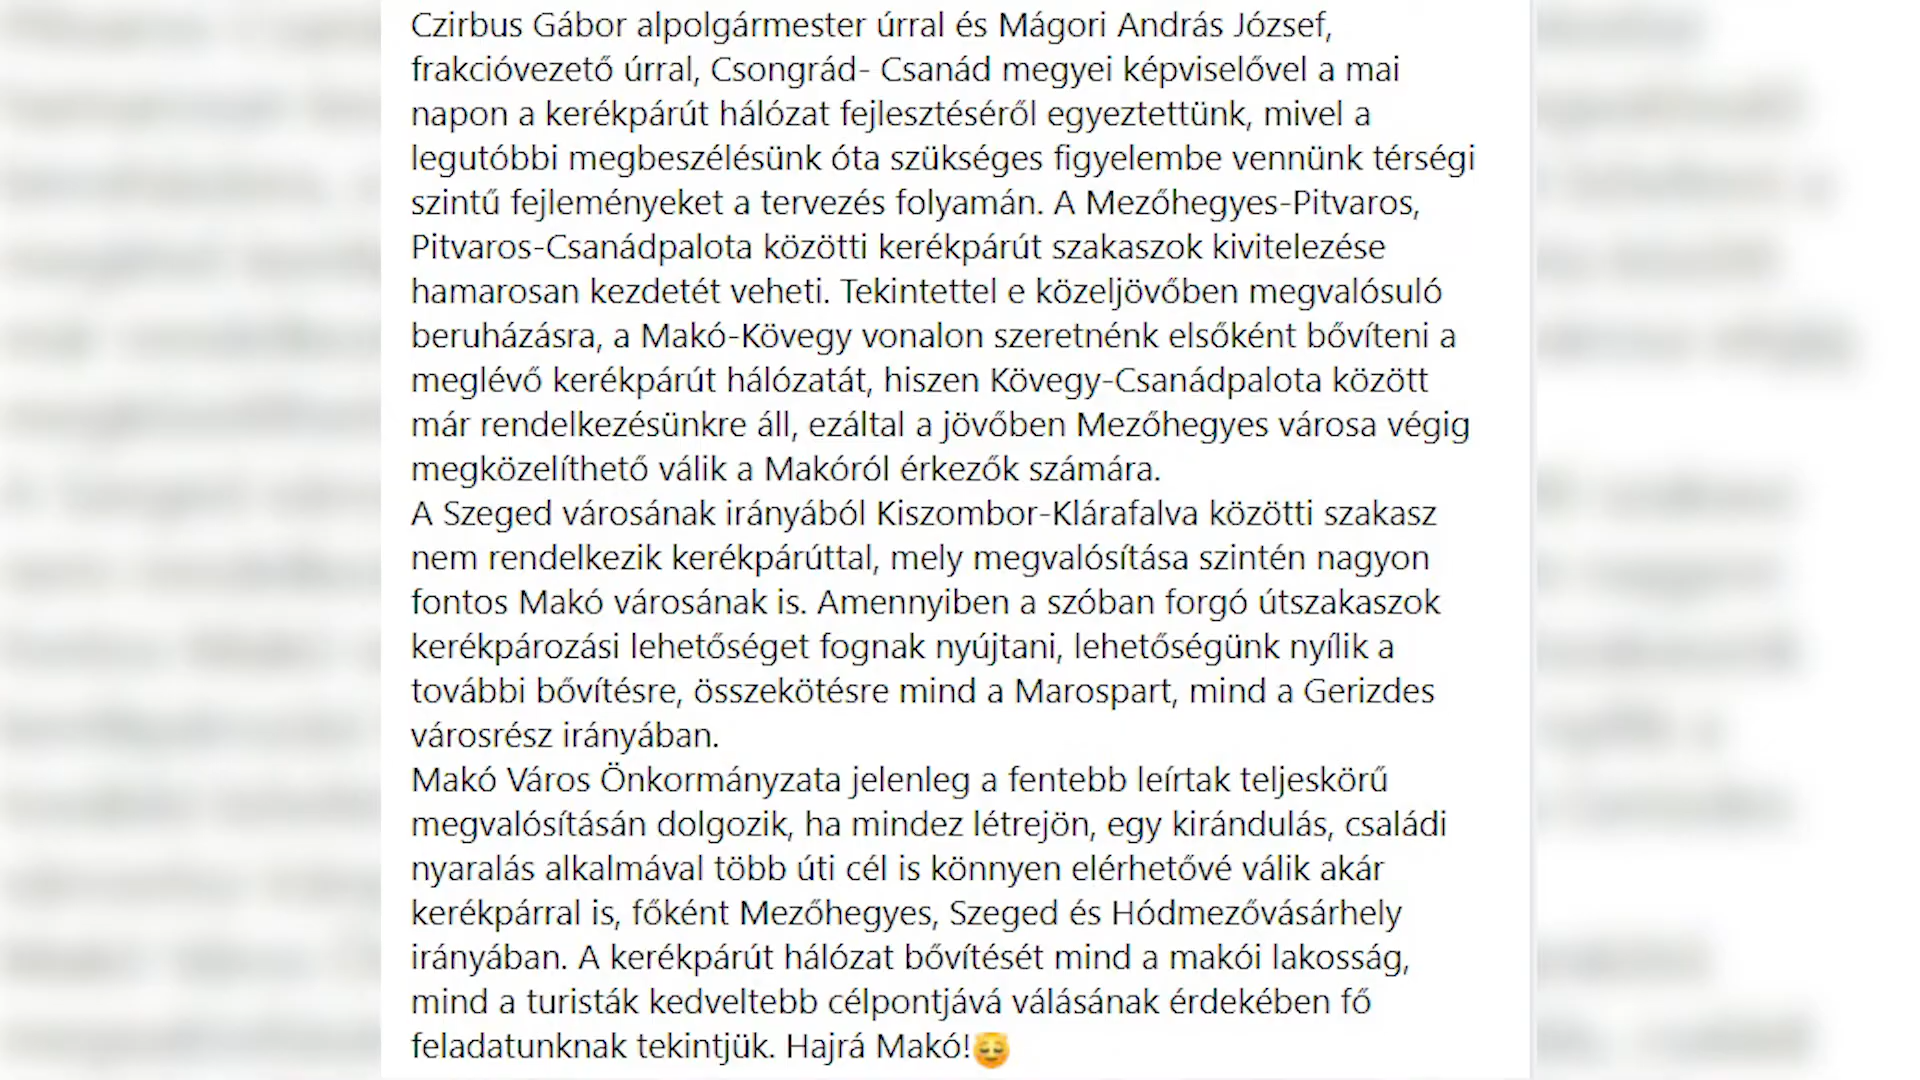 Czirbus Gábor alpolgármester úrral és Mágori András József,
frakcióvezető úrral, Csongrád- Csanád megyei képviselővel a mai
napon a kerékpárút hálózat fejlesztéséről egyeztettünk, mivel a
legutóbbi megbeszélésünk óta szükséges figyelembe vennünk térségi
szintű fejleményeket a tervezés folyamán. A Mezőhegyes-Pitvaros,
Pitvaros-Csanádpalota közötti kerékpárút szakaszok kivitelezése
hamarosan kezdetét veheti. Tekintettel e közeljövőben megvalósuló
beruházásra, a Makó-Kövegy vonalon szeretnénk elsőként bővíteni a
meglévő kerékpárút hálózatát, hiszen Kövegy-Csanádpalota között
már rendelkezésünkre áll, ezáltal a jövőben Mezőhegyes városa végig
megközelíthető válik a Makóról érkezők számára.
A Szeged városának irányából Kiszombor-Klárafalva közötti szakasz
nem rendelkezik kerékpárúttal, mely megvalósítása szintén nagyon
fontos Makó városának is. Amennyiben a szóban forgó útszakaszok
kerékpározási lehetőséget fognak nyújtani, lehetőségünk nyílik a
további bővítésre, összekötésre mind a Marospart, mind a Gerizdes
városrész irányában.
Makó Város Önkormányzata jelenleg a fentebb leírtak teljeskörű
megvalósításán dolgozik, ha mindez létrejön, egy kirándulás, családi
nyaralás alkalmával több úti cél is könnyen elérhetővé válik akár
kerékpárral is, főként Mezőhegyes, Szeged és Hódmezővásárhely
irányában. A kerékpárút hálózat bővítését mind a makói lakosság,
mind a turisták kedveltebb célpontjává válásának érdekében fő
feladatunknak tekintjük. Hajrá Makó!